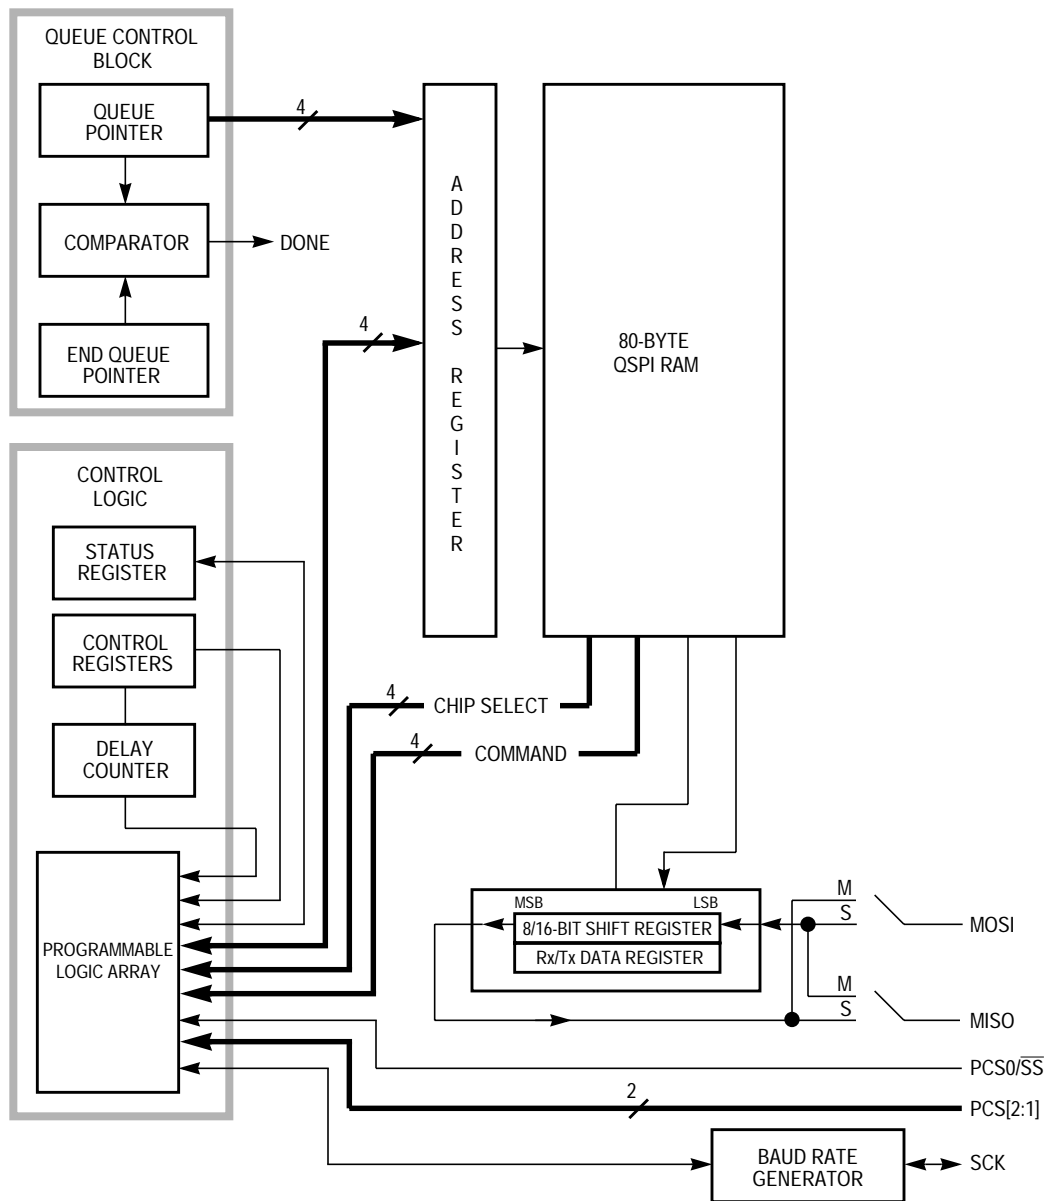 QUEUE CONTROL
BLOCK
QUEUE
POINTER
4
COMPARATOR
DONE
END QUEUE
POINTER
4
A
D
D
R
E
S
S
R
E
G
I
S
T
E
R
80-BYTE
QSPI RAM
CONTROL
LOGIC
STATUS
REGISTER
CONTROL
REGISTERS
DELAY
COUNTER
PROGRAMMABLE
LOGIC ARRAY
4
CHIP SELECT
4
COMMAND
MSB
LSB
8/16-BIT SHIFT REGISTER
Rx/Tx DATA REGISTER
M
S
MOSI
M
S
MISO
PCS0/S̅S̅
2
PCS[2:1]
BAUD RATE
GENERATOR
SCK